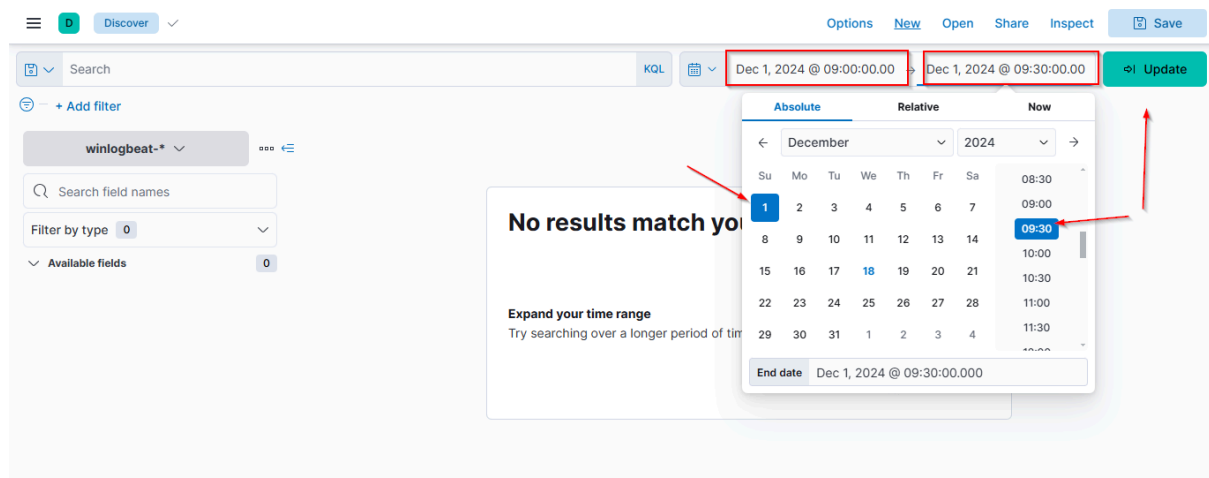 D Discover Options New Open Share Inspect Save
Search KQL Dec 1, 2024 @ 09:00:00.00 → Dec 1, 2024 @ 09:30:00.00 Update
+ Add filter
Absolute Relative Now
winlogbeat-*
December 2024
Search field names
Su Mo Tu We Th Fr Sa
08:30
1 2 3 4 5 6 7
09:00
No results match you
Filter by type 0
09:30
8 9 10 11 12 13 14
10:00
Available fields 0
15 16 17 18 19 20 21
10:30
22 23 24 25 26 27 28
11:00
Expand your time range
Try searching over a longer period of tim
29 30 31 1 2 3 4
11:30
End date Dec 1, 2024 @ 09:30:00.000